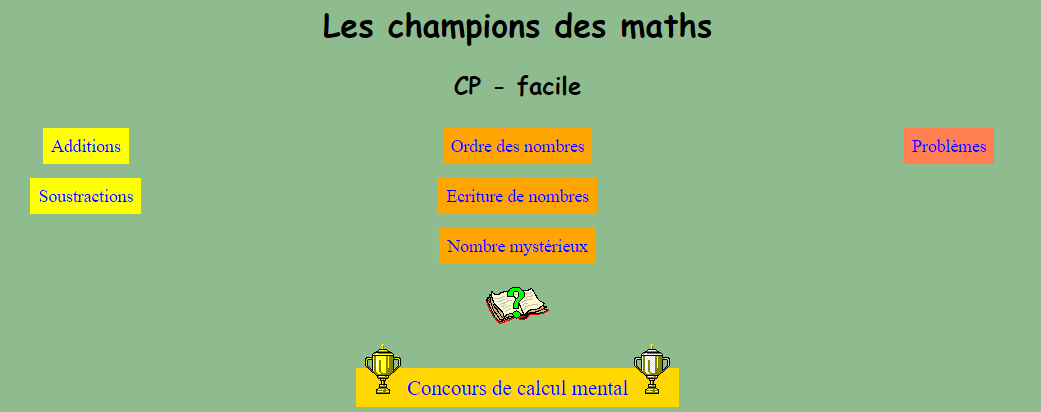 Les champions des maths
CP - facile
Additions
Ordre des nombres
Problèmes
Soustractions
Ecriture de nombres
Nombre mystérieux
?
Concours de calcul mental